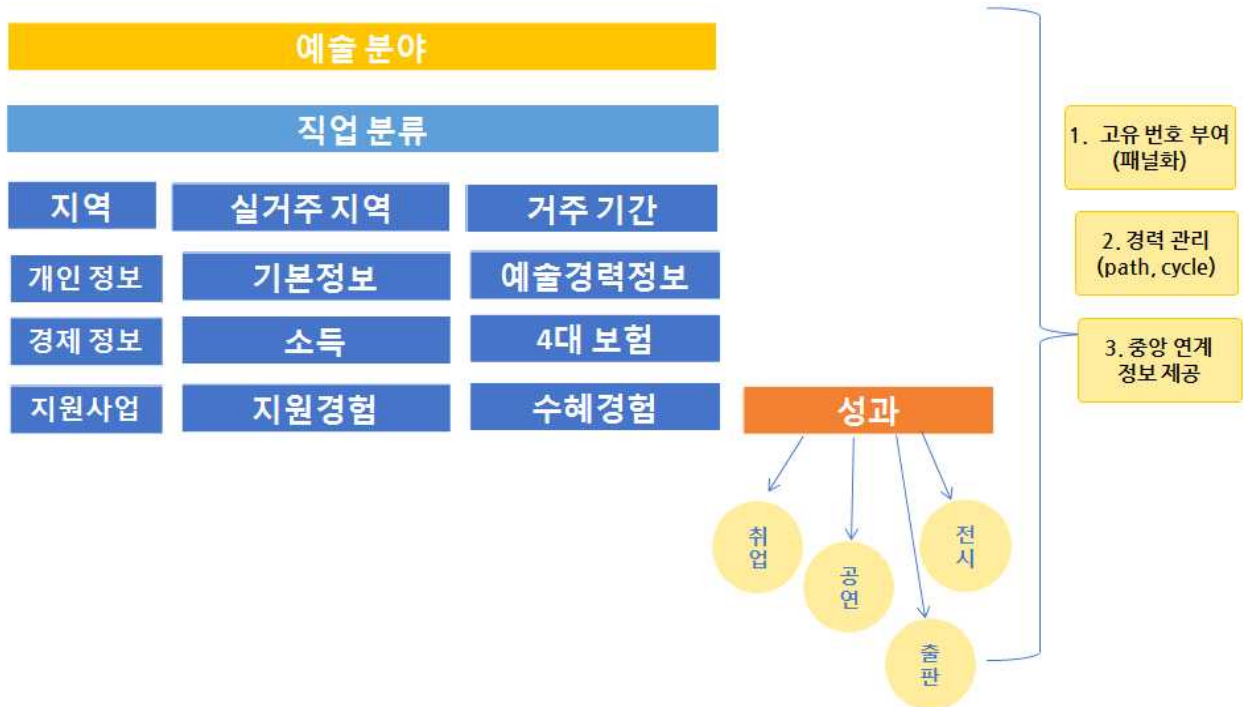 예술 분야
직업 분류
지역
실거주 지역
거주 기간
개인 정보
기본정보
예술경력정보
경제 정보
소득
4대 보험
지원사업
지원경험
수혜경험
성과
취업
공연
전시
출판
1. 고유 번호 부여
(패널화)
2. 경력 관리
(path, cycle)
3. 중앙 연계
정보 제공